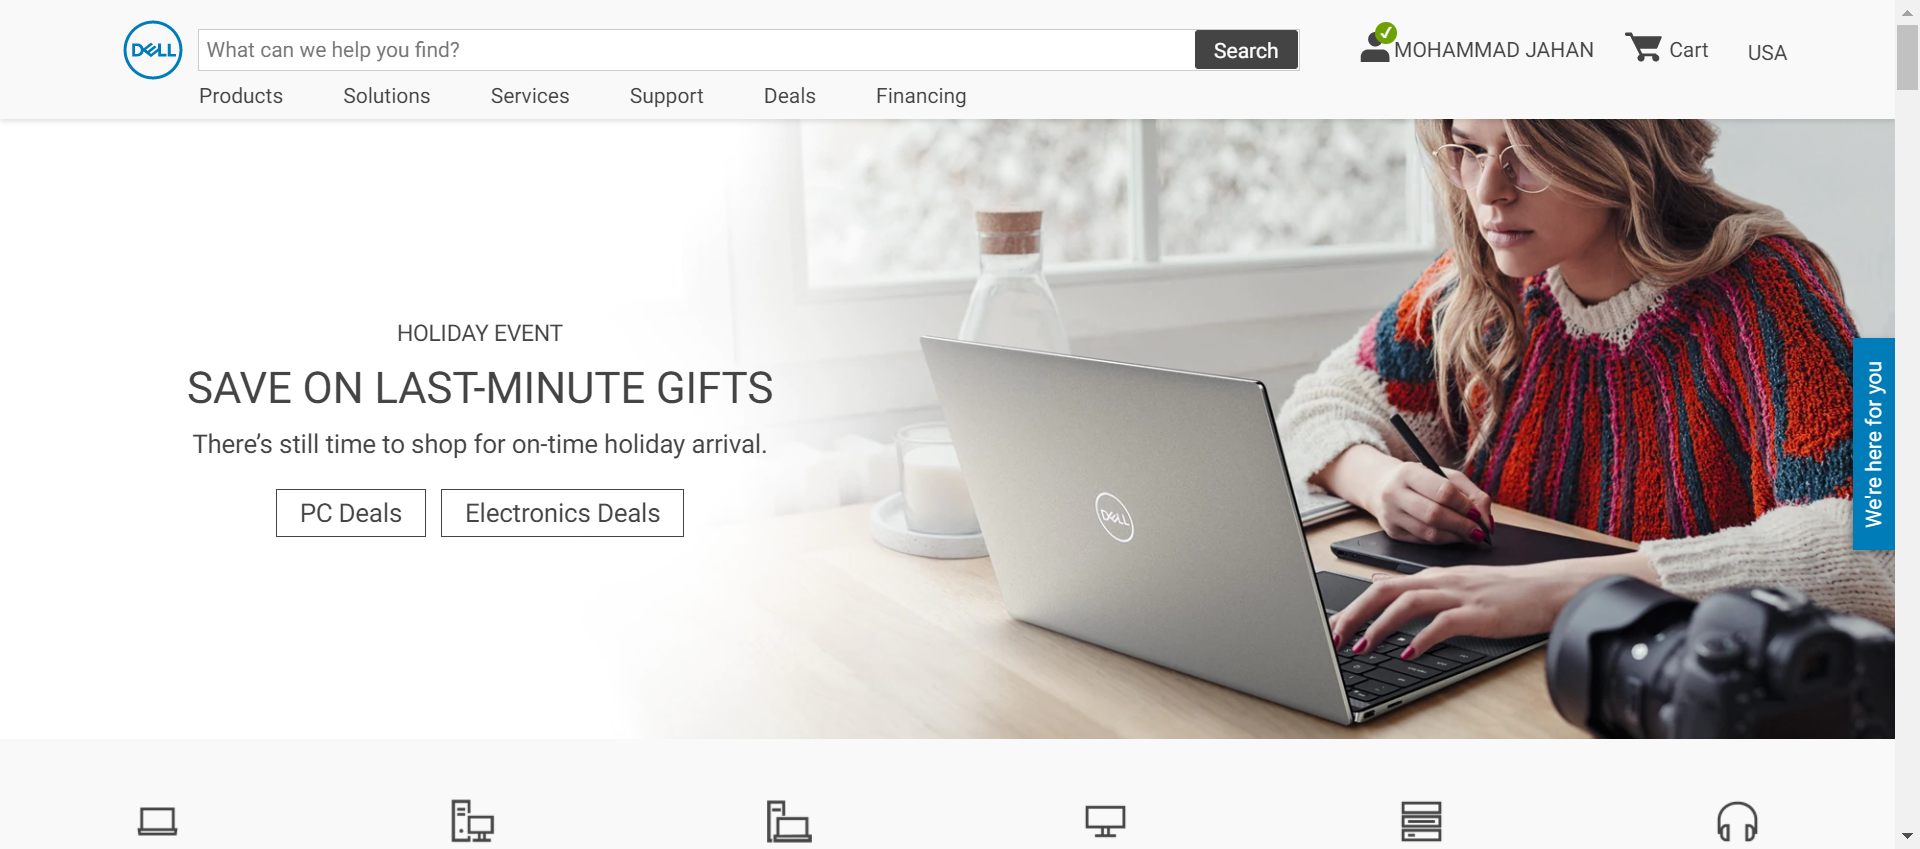 DELL
What can we help you find?
Search
MOHAMMAD JAHAN
Cart
USA
Products
Solutions
Services
Support
Deals
Financing
HOLIDAY EVENT
SAVE ON LAST-MINUTE GIFTS
There’s still time to shop for on-time holiday arrival.
PC Deals
Electronics Deals
DELL
We're here for you